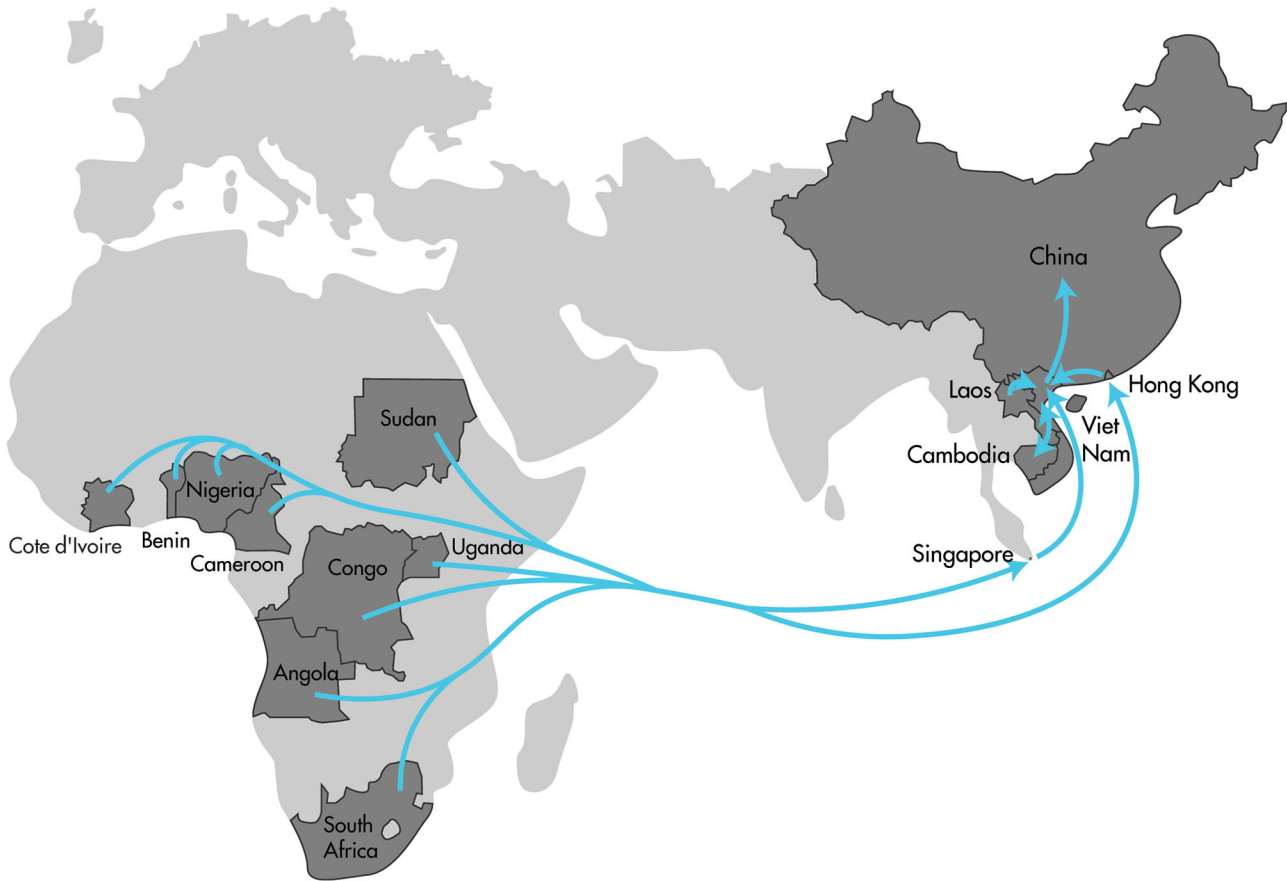 China
Laos
Hong Kong
Viet
Nam
Cambodia
Sudan
Nigeria
Cote d'Ivoire
Benin
Cameroon
Uganda
Congo
Singapore
Angola
South
Africa